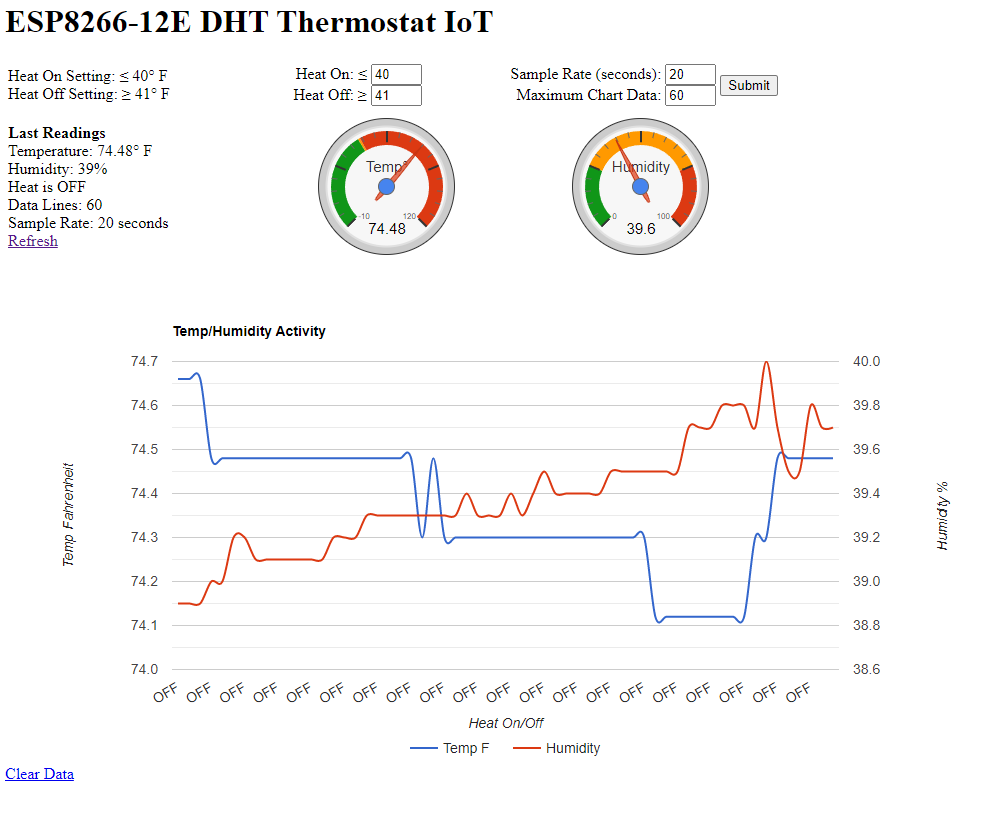 ESP8266-12E DHT Thermostat IoT
Heat On Setting: ≤ 40° F
Heat Off Setting: ≥ 41° F
Heat On: ≤ 40
Heat Off: ≥ 41
Sample Rate (seconds): 20
Maximum Chart Data: 60
Submit
Last Readings
Temperature: 74.48° F
Humidity: 39%
Heat is OFF
Data Lines: 60
Sample Rate: 20 seconds
Refresh
Temp°
-10 120
74.48
Humidity
0 100
39.6
Temp/Humidity Activity
74.7
74.6
74.5
74.4
74.3
74.2
74.1
74.0
Temp Fahrenheit
40.0
39.8
39.6
39.4
39.2
39.0
38.8
38.6
Humidity %
OFF OFF OFF OFF OFF OFF OFF OFF OFF OFF OFF OFF OFF OFF OFF OFF OFF OFF OFF OFF
Heat On/Off
Temp F Humidity
Clear Data